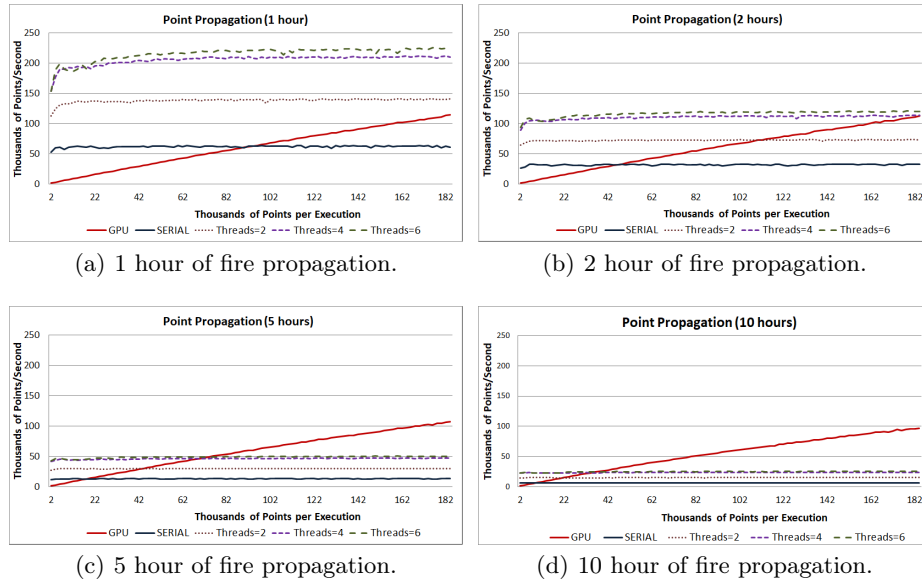 Point Propagation (1 hour)
Thousands of Points/Second
250
200
150
100
50
0
2 22 42 62 82 102 122 142 162 182
Thousands of Points per Execution
GPU SERIAL Threads=2 Threads=4 Threads=6
(a) 1 hour of fire propagation.
Point Propagation (2 hours)
Thousands of Points/Second
250
200
150
100
50
0
2 22 42 62 82 102 122 142 162 182
Thousands of Points per Execution
GPU SERIAL Threads=2 Threads=4 Threads=6
(b) 2 hour of fire propagation.
Point Propagation (5 hours)
Thousands of Points/Second
250
200
150
100
50
0
2 22 42 62 82 102 122 142 162 182
Thousands of Points per Execution
GPU SERIAL Threads=2 Threads=4 Threads=6
(c) 5 hour of fire propagation.
Point Propagation (10 hours)
Thousands of Points/Second
250
200
150
100
50
0
2 22 42 62 82 102 122 142 162 182
Thousands of Points per Execution
GPU SERIAL Threads=2 Threads=4 Threads=6
(d) 10 hour of fire propagation.